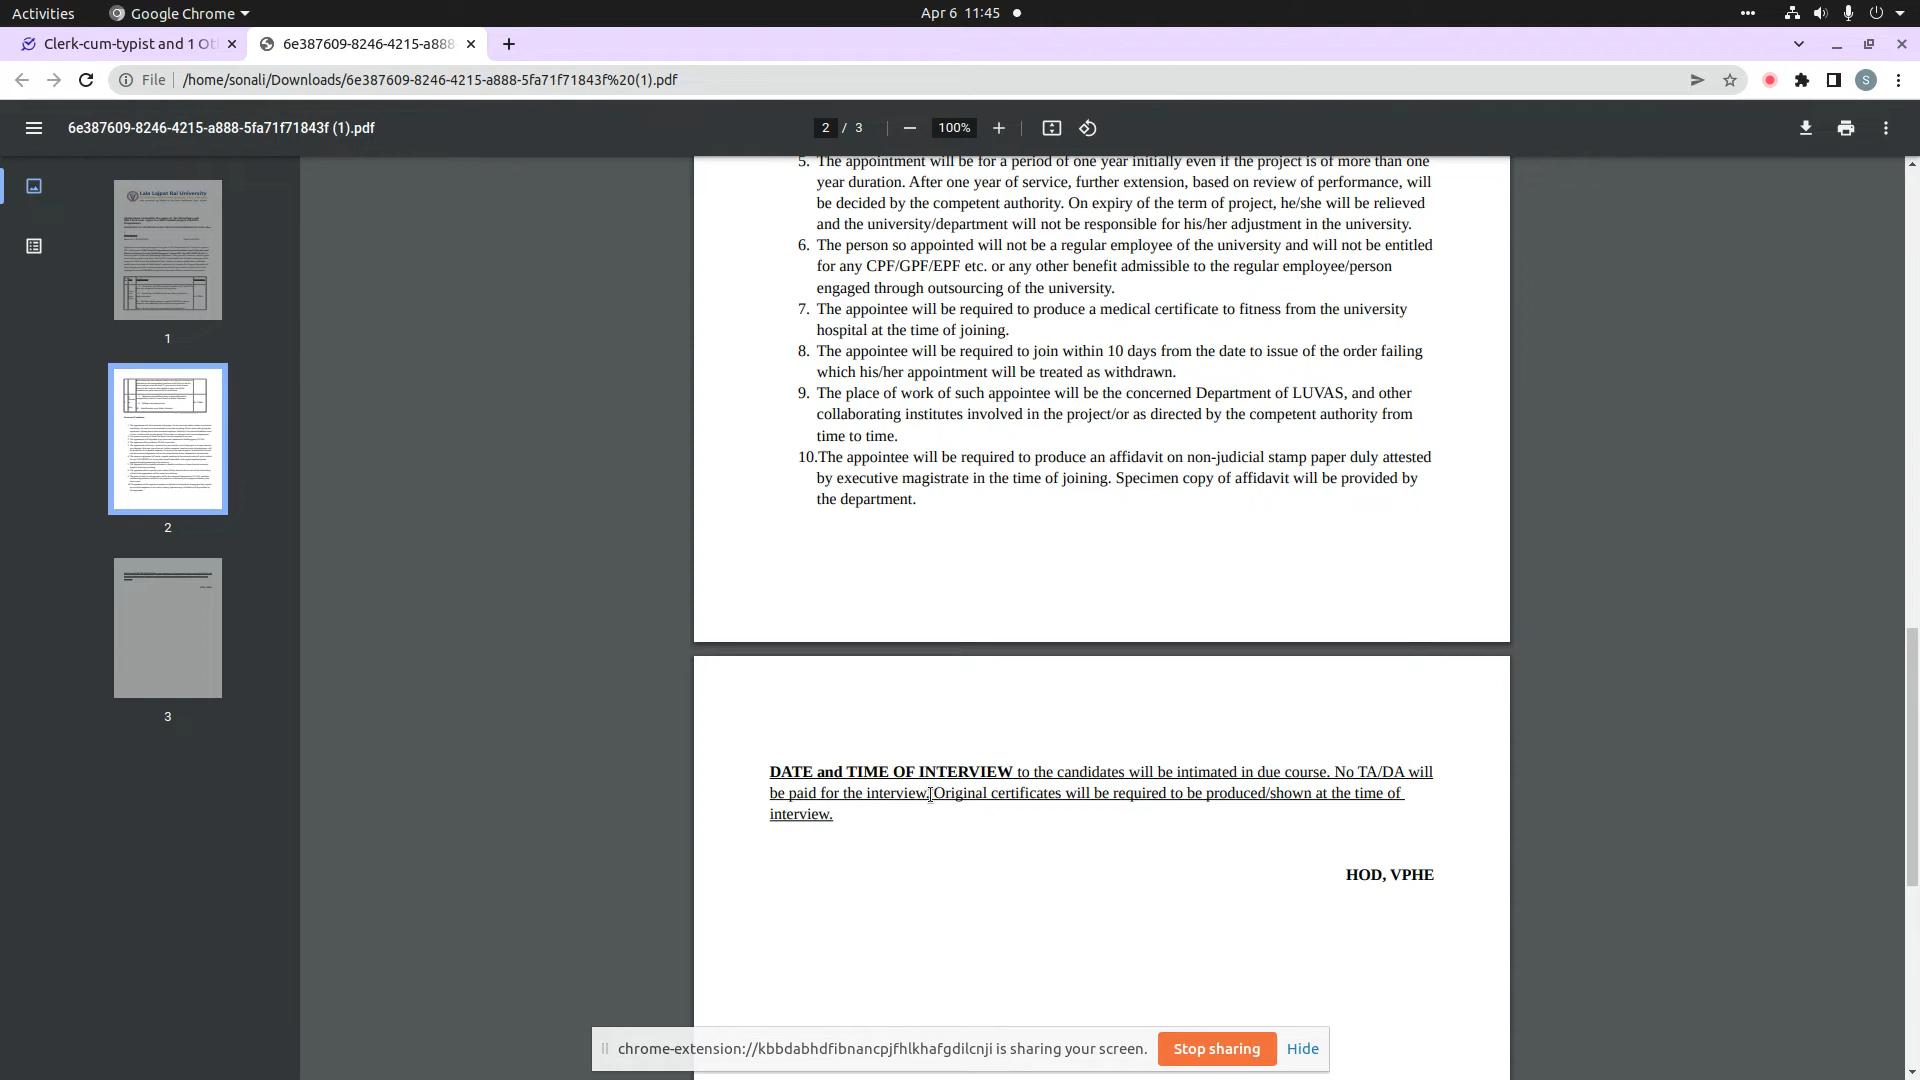 Activities Google Chrome Apr 6 11:45
Clerk-cum-typist and 1 Ot 6e387609-8246-4215-a888-
File /home/sonali/Downloads/6e387609-8246-4215-a888-5fa71f71843f%20(1).pdf S
6e387609-8246-4215-a888-5fa71f71843f (1).pdf 2 / 3 100%
Lala Lajpat Rai University
1
2
3
5. The appointment will be for a period of one year initially even if the project is of more than one
year duration. After one year of service, further extension, based on review of performance, will
be decided by the competent authority. On expiry of the term of project, he/she will be relieved
and the university/department will not be responsible for his/her adjustment in the university.
6. The person so appointed will not be a regular employee of the university and will not be entitled
for any CPF/GPF/EPF etc. or any other benefit admissible to the regular employee/person
engaged through outsourcing of the university.
7. The appointee will be required to produce a medical certificate to fitness from the university
hospital at the time of joining.
8. The appointee will be required to join within 10 days from the date to issue of the order failing
which his/her appointment will be treated as withdrawn.
9. The place of work of such appointee will be the concerned Department of LUVAS, and other
collaborating institutes involved in the project/or as directed by the competent authority from
time to time.
10.The appointee will be required to produce an affidavit on non-judicial stamp paper duly attested
by executive magistrate in the time of joining. Specimen copy of affidavit will be provided by
the department.
DATE and TIME OF INTERVIEW to the candidates will be intimated in due course. No TA/DA will
be paid for the interview. Original certificates will be required to be produced/shown at the time of
interview.
HOD, VPHE
chrome-extension://kbbdabhdfibnancpjfhlkhafgdilcnji is sharing your screen. Stop sharing Hide